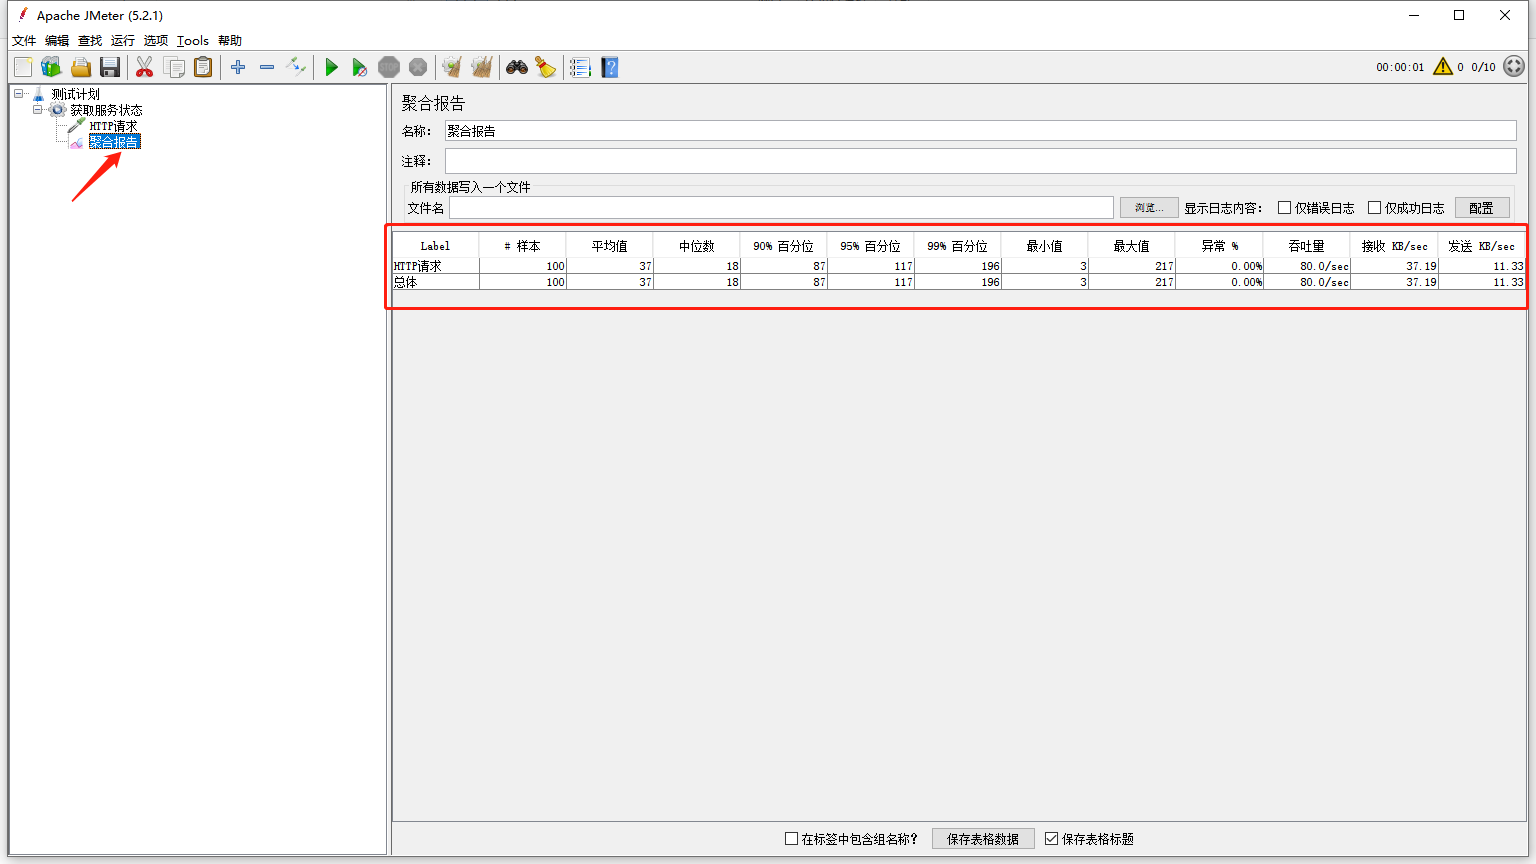 Apache JMeter (5.2.1)
文件 编辑 查找 运行 选项 Tools 帮助
STOP 00:00:01 0 0/10
测试计划
获取服务状态
HTTP请求
聚合报告
聚合报告
名称： 聚合报告
注释：
所有数据写入一个文件
文件名 浏览... 显示日志内容： 仅错误日志 仅成功日志 配置
Label # 样本 平均值 中位数 90% 百分位 95% 百分位 99% 百分位 最小值 最大值 异常 % 吞吐量 接收 KB/sec 发送 KB/sec
HTTP请求 100 37 18 87 117 196 3 217 0.00% 80.0/sec 37.19 11.33
总体 100 37 18 87 117 196 3 217 0.00% 80.0/sec 37.19 11.33
在标签中包含组名称? 保存表格数据 保存表格标题